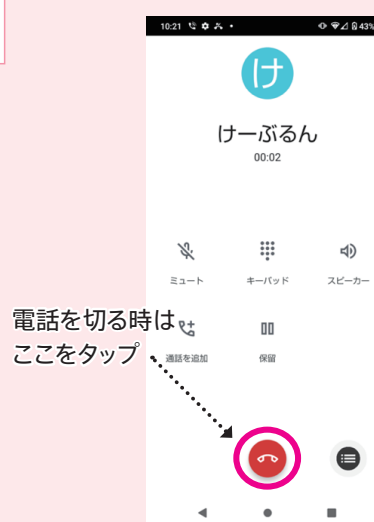 10:21
43%
け
けーぶるん
00:02
ミュート
キーパッド
スピーカー
電話を切る時は
ここをタップ
通話を追加
保留